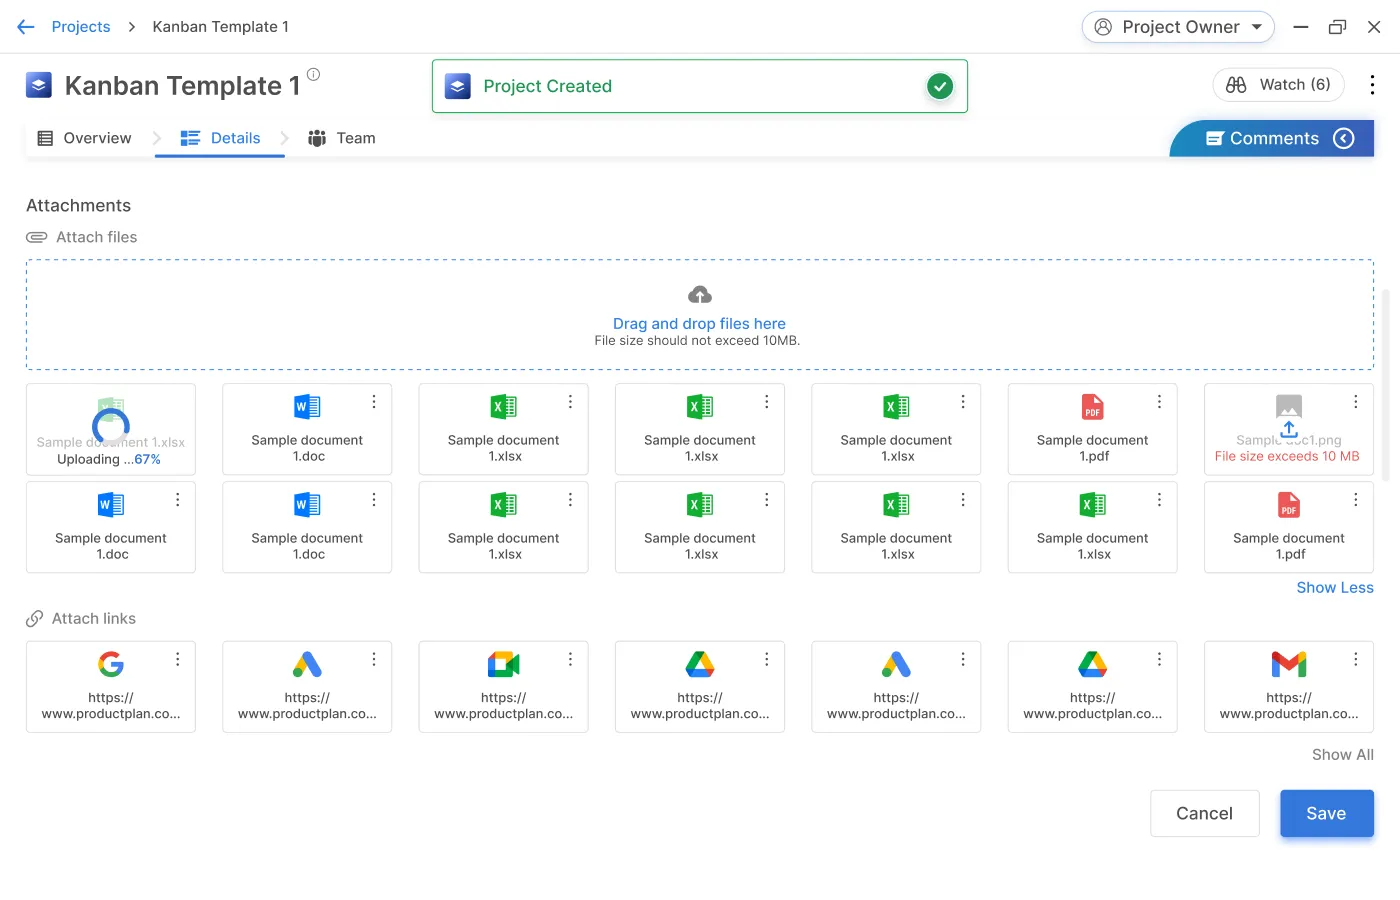 Projects > Kanban Template 1
Project Owner
Kanban Template 1
Project Created
Watch (6)
Overview
Details
Team
Comments
Attachments
Attach files
Drag and drop files here
File size should not exceed 10MB.
Sample document 1.xlsx
Uploading ...67%
Sample document
1.doc
Sample document
1.xlsx
Sample document
1.xlsx
Sample document
1.xlsx
Sample document
1.pdf
Sample doc1.png
File size exceeds 10 MB
Sample document
1.doc
Sample document
1.doc
Sample document
1.xlsx
Sample document
1.xlsx
Sample document
1.xlsx
Sample document
1.xlsx
Sample document
1.pdf
Show Less
Attach links
https://
www.productplan.co...
https://
www.productplan.co...
https://
www.productplan.co...
https://
www.productplan.co...
https://
www.productplan.co...
https://
www.productplan.co...
https://
www.productplan.co...
Show All
Cancel
Save